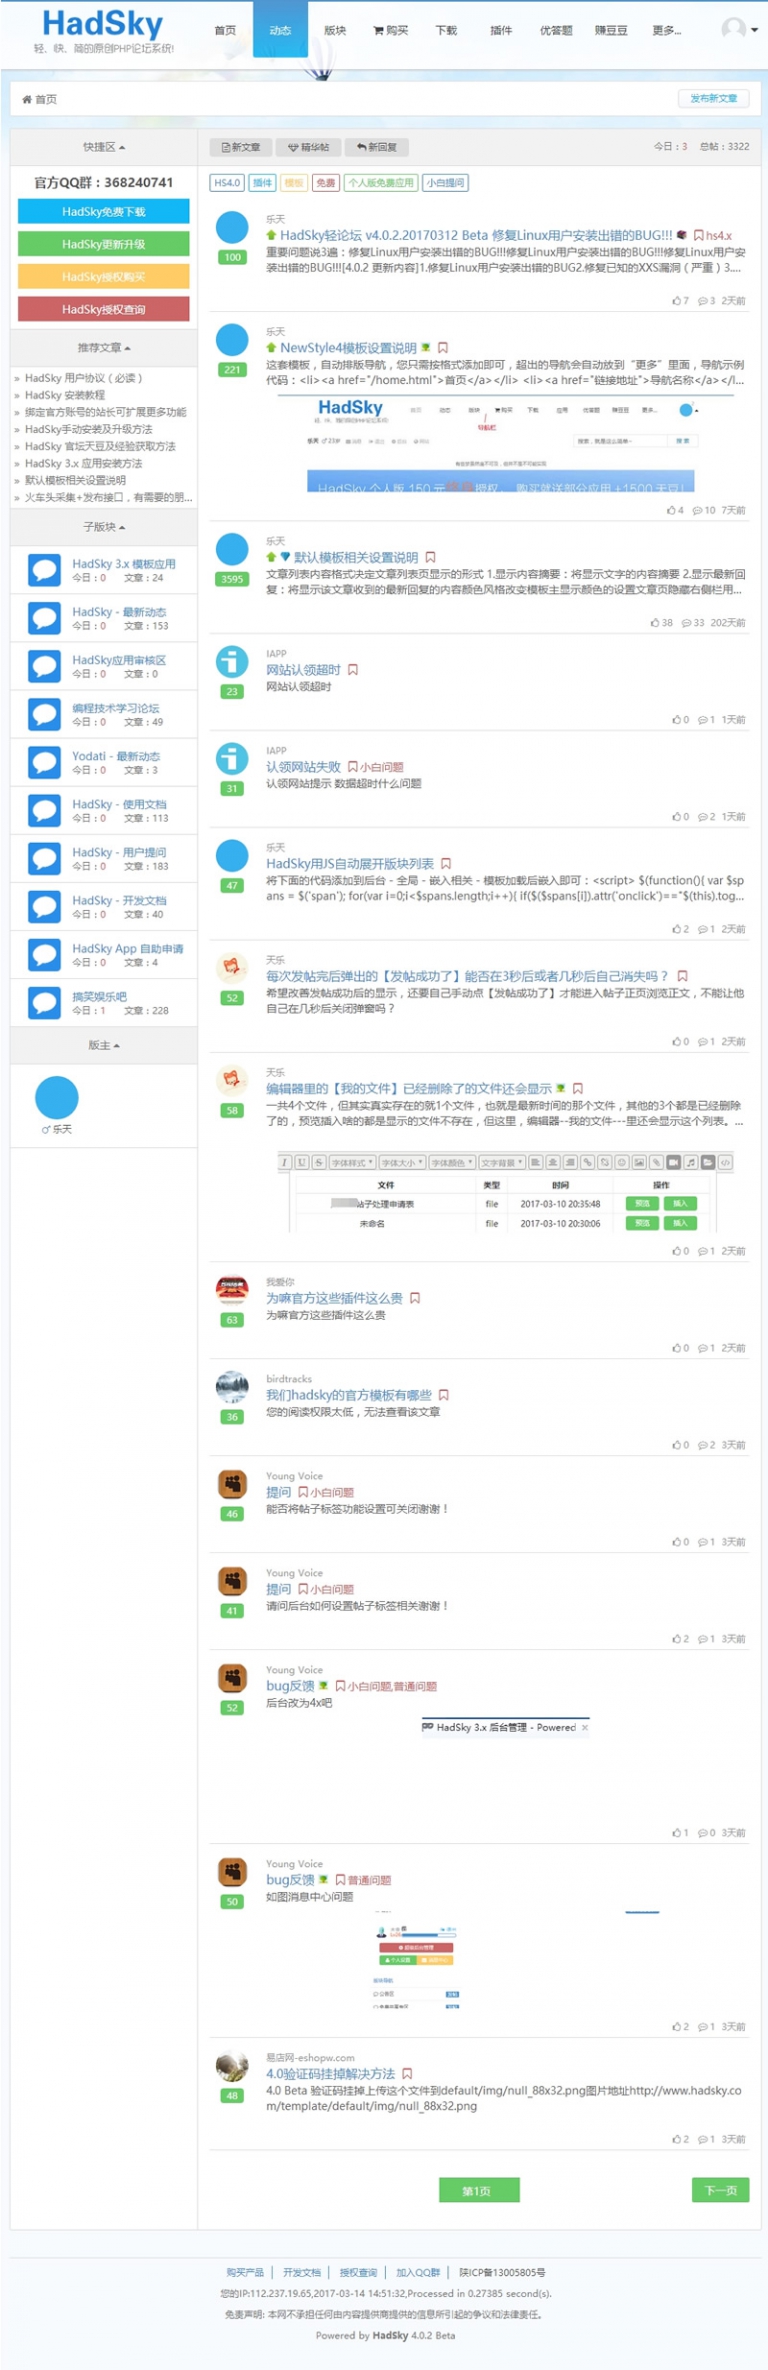 HadSky
轻、快、简的原创PHP论坛系统!
首页
动态
版块
购买
下载
插件
优答题
赚豆豆
更多...
首页
发布新文章
快捷区
官方QQ群：368240741
HadSky免费下载
HadSky更新升级
HadSky授权购买
HadSky授权查询
推荐文章
» HadSky 用户协议（必读）
» HadSky 安装教程
» 绑定官方账号的站长可扩展更多功能
» HadSky手动安装及升级方法
» HadSky 官坛天豆及经验获取方法
» HadSky 3.x 应用安装方法
» 默认模板相关设置说明
» 火车头采集+发布接口，有需要的朋...
子版块
HadSky 3.x 模板应用
今日：0 文章：24
HadSky - 最新动态
今日：0 文章：153
HadSky应用审核区
今日：0 文章：0
编程技术学习论坛
今日：0 文章：49
Yodati - 最新动态
今日：0 文章：3
HadSky - 使用文档
今日：0 文章：113
HadSky - 用户提问
今日：0 文章：183
HadSky - 开发文档
今日：0 文章：40
HadSky App 自助申请
今日：0 文章：4
搞笑娱乐吧
今日：1 文章：228
版主
乐天
新文章 精华帖 新回复
今日：3 总帖：3322
HS4.0 插件 模板 免费 个人版免费应用 小白提问
乐天
HadSky轻论坛 v4.0.2.20170312 Beta 修复Linux用户安装出错的BUG!!! hs4.x
100
重要问题说3遍：修复Linux用户安装出错的BUG!!!修复Linux用户安装出错的BUG!!!修复Linux用户安
装出错的BUG!!![4.0.2 更新内容]1.修复Linux用户安装出错的BUG2.修复已知的XXS漏洞（严重）3....
7 3 2天前
乐天
NewStyle4模板设置说明
221
这套模板，自动排版导航，您只需按格式添加即可，超出的导航会自动放到“更多”里面，导航示例
代码：<li><a href="/home.html">首页</a></li> <li><a href="链接地址">导航名称</a></l...
HadSky
首页 动态 版块 购买 下载 应用 优答题 赚豆豆 更多...
导航栏
HadSky 个人版 150 元终身授权， 购买就送部分应用 +1500 天豆！
4 10 7天前
乐天
默认模板相关设置说明
3595
文章列表内容格式决定文章列表页显示的形式 1.显示内容摘要：将显示文字的内容摘要 2.显示最新回
复：将显示该文章收到的最新回复的内容颜色风格改变模板主显示颜色的设置文章页隐藏右侧栏用...
38 33 202天前
IAPP
网站认领超时
23
网站认领超时
0 1 1天前
IAPP
认领网站失败 小白问题
31
认领网站提示 数据超时什么问题
0 2 1天前
乐天
HadSky用JS自动展开版块列表
47
将下面的代码添加到后台 - 全局 - 嵌入相关 - 模板加载后嵌入即可：<script> $(function(){ var $sp
ans = $('span'); for(var i=0;i<$spans.length;i++){ if($($spans[i]).attr('onclick')=="$(this).tog...
2 1 2天前
天乐
每次发帖完后弹出的【发帖成功了】能否在3秒后或者几秒后自己消失吗？
52
希望改善发帖成功后的显示，还要自己手动点【发帖成功了】才能进入帖子正页浏览正文，不能让他
自己在几秒后关闭弹窗吗？
0 1 2天前
天乐
编辑器里的【我的文件】已经删除了的文件还会显示
58
一共4个文件，但其实真实存在的就1个文件，也就是最新时间的那个文件，其他的3个都是已经删除
了的，预览插入啥的都是显示的文件不存在，但这里，编辑器--我的文件---里还会显示这个列表。...
I U S 字体样式 字体大小 字体颜色 文字背景
文件 类型 时间 操作
帖子处理申请表 file 2017-03-10 20:35:48 预览 插入
未命名 file 2017-03-10 20:30:06 预览 插入
0 1 2天前
我爱你
为嘛官方这些插件这么贵
63
为嘛官方这些插件这么贵
0 1 2天前
birdtracks
我们hadsky的官方模板有哪些
36
您的阅读权限太低，无法查看该文章
0 2 3天前
Young Voice
提问 小白问题
46
能否将帖子标签功能设置可关闭谢谢！
0 1 3天前
Young Voice
提问 小白问题
41
请问后台如何设置帖子标签相关谢谢！
2 1 3天前
Young Voice
bug反馈 小白问题,普通问题
52
后台改为4x吧
HadSky 3.x 后台管理 - Powered ×
1 0 3天前
Young Voice
bug反馈 普通问题
50
如图消息中心问题
2 1 3天前
易店网-eshopw.com
4.0验证码挂掉解决方法
48
4.0 Beta 验证码挂掉上传这个文件到default/img/null_88x32.png图片地址http://www.hadsky.co
m/template/default/img/null_88x32.png
2 1 3天前
第1页
下一页
购买产品 | 开发文档 | 授权查询 | 加入QQ群 | 陕ICP备13005805号
您的IP:112.237.19.65,2017-03-14 14:51:32,Processed in 0.27385 second(s).
免责声明: 本网不承担任何由内容提供商提供的信息所引起的争议和法律责任。
Powered by HadSky 4.0.2 Beta